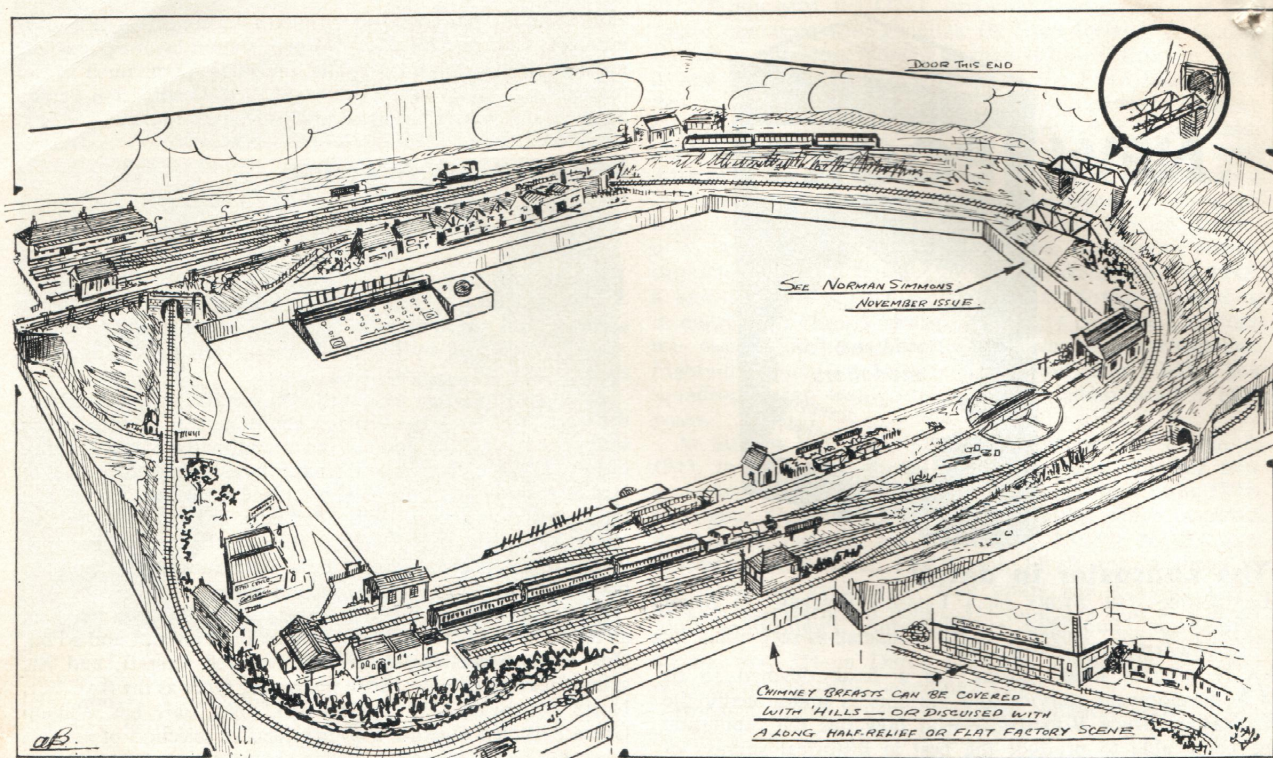 DOOR THIS END
SEE NORMAN SIMMONS
NOVEMBER ISSUE.
CHIMNEY BREASTS CAN BE COVERED
WITH 'HILLS — OR DISGUISED WITH
A LONG HALF-RELIEF OR FLAT FACTORY SCENE